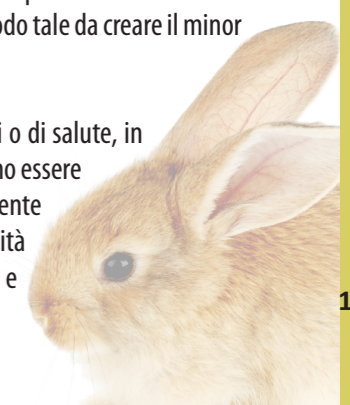 odo tale da creare il minor
i o di salute, in
no essere
ente
ità
e
1